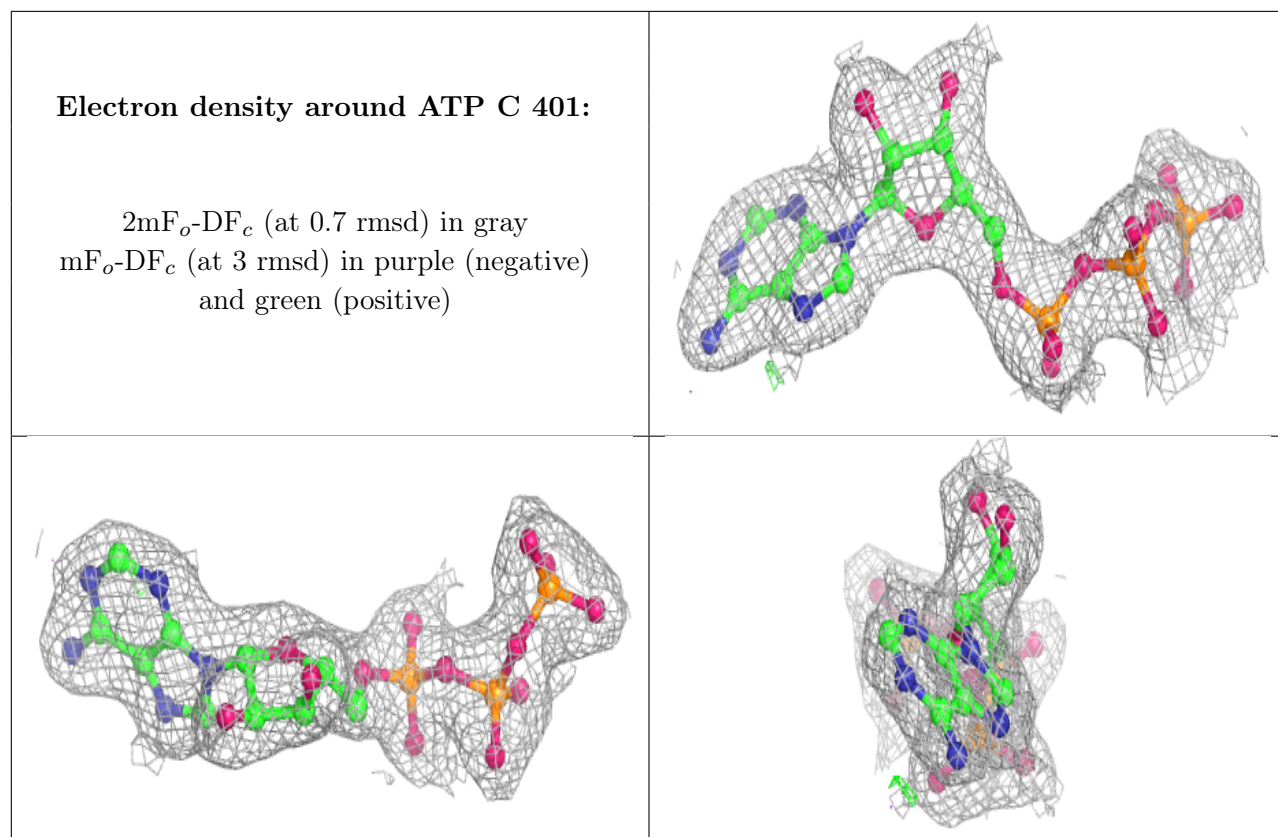 Electron density around ATP C 401:
2mFo-DFc (at 0.7 rmsd) in gray
mFo-DFc (at 3 rmsd) in purple (negative)
and green (positive)